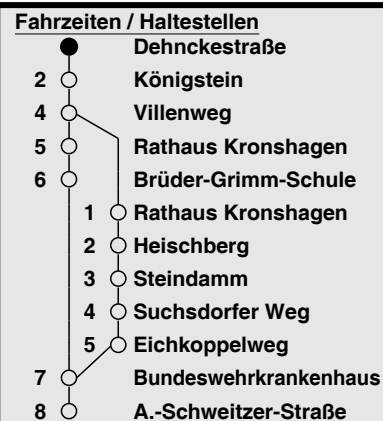 Fahrzeiten / Haltestellen
Dehnckestraße
2 Königstein
4 Villenweg
5 Rathaus Kronshagen
6 Brüder-Grimm-Schule
1 Rathaus Kronshagen
2 Heischberg
3 Steindamm
4 Suchsdorfer Weg
5 Eichkoppelweg
7 Bundeswehrkrankenhaus
8 A.-Schweitzer-Straße